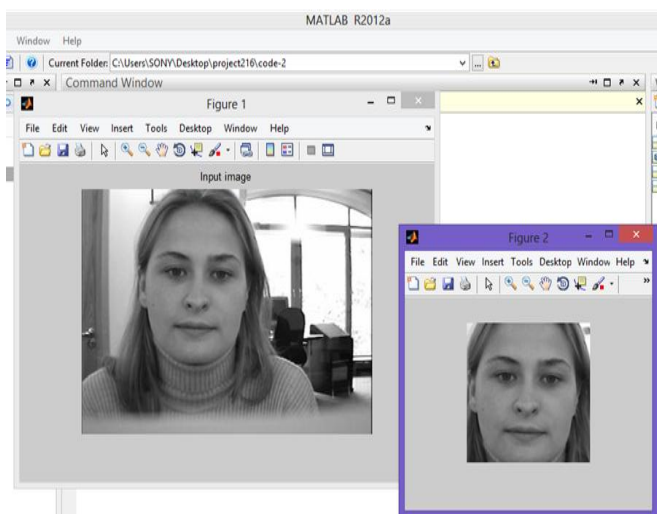 MATLAB R2012a
Window Help
Current Folder: C:\Users\SONY\Desktop\project216\code-2
Command Window
Figure 1
File Edit View Insert Tools Desktop Window Help
Input image
Figure 2
File Edit View Insert Tools Desktop Window Help